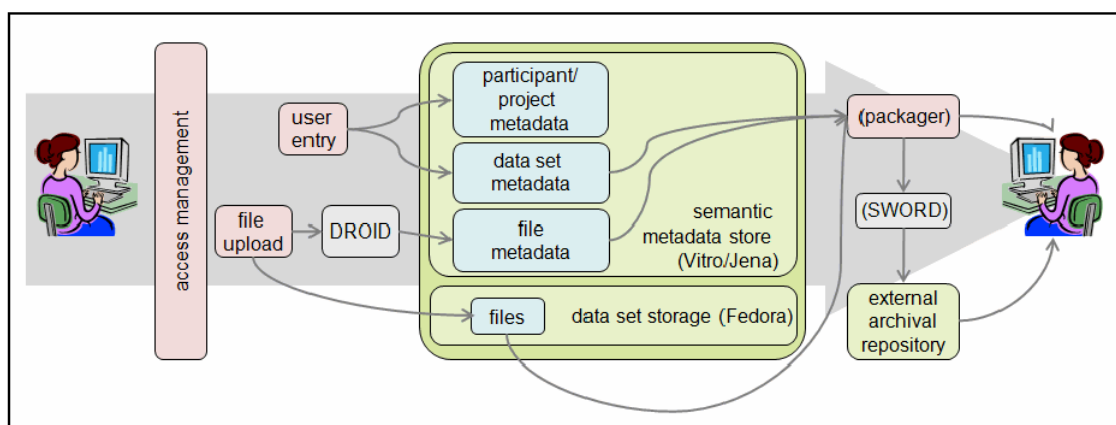 access management
user
entry
file
upload
DROID
participant/
project
metadata
data set
metadata
file
metadata
semantic
metadata store
(Vitro/Jena)
files
data set storage (Fedora)
(packager)
(SWORD)
external
archival
repository